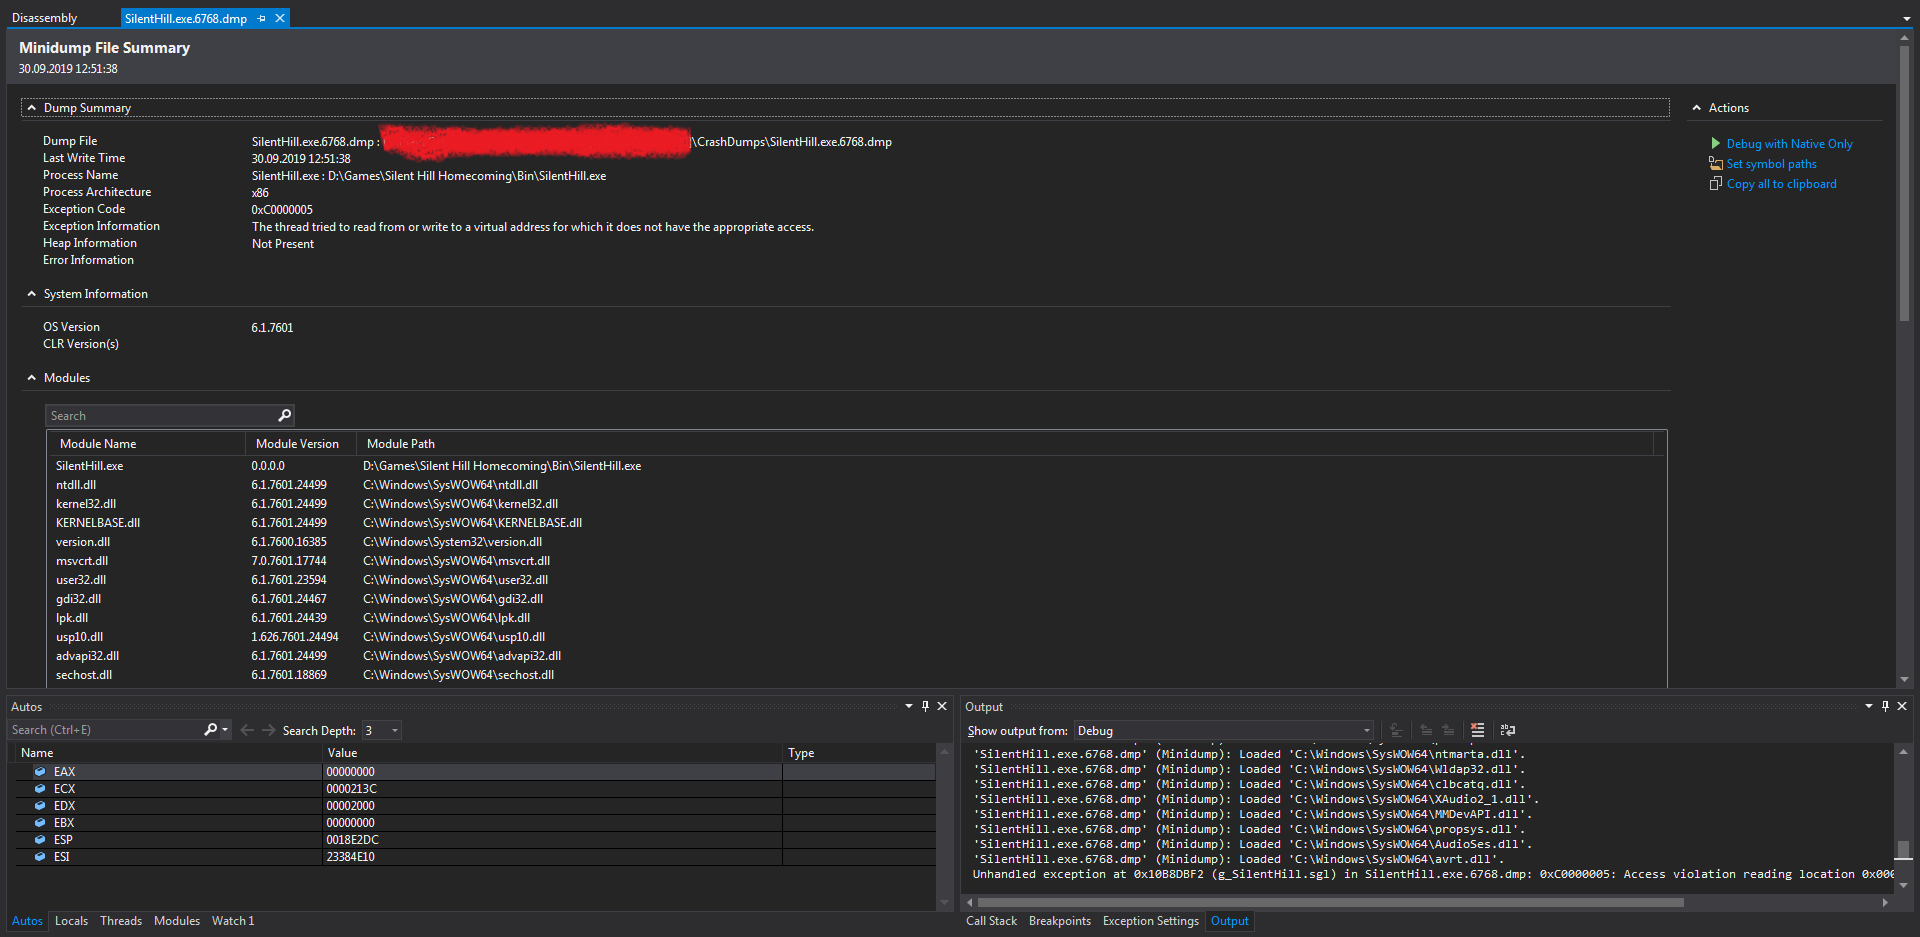 Disassembly
SilentHill.exe.6768.dmp
Minidump File Summary
30.09.2019 12:51:38
Dump Summary
Dump File SilentHill.exe.6768.dmp : \CrashDumps\SilentHill.exe.6768.dmp
Last Write Time 30.09.2019 12:51:38
Process Name SilentHill.exe : D:\Games\Silent Hill Homecoming\Bin\SilentHill.exe
Process Architecture x86
Exception Code 0xC0000005
Exception Information The thread tried to read from or write to a virtual address for which it does not have the appropriate access.
Heap Information Not Present
Error Information
System Information
OS Version 6.1.7601
CLR Version(s)
Modules
Search
Module Name Module Version Module Path
SilentHill.exe 0.0.0.0 D:\Games\Silent Hill Homecoming\Bin\SilentHill.exe
ntdll.dll 6.1.7601.24499 C:\Windows\SysWOW64\ntdll.dll
kernel32.dll 6.1.7601.24499 C:\Windows\SysWOW64\kernel32.dll
KERNELBASE.dll 6.1.7601.24499 C:\Windows\SysWOW64\KERNELBASE.dll
version.dll 6.1.7600.16385 C:\Windows\System32\version.dll
msvcrt.dll 7.0.7601.17744 C:\Windows\SysWOW64\msvcrt.dll
user32.dll 6.1.7601.23594 C:\Windows\SysWOW64\user32.dll
gdi32.dll 6.1.7601.24467 C:\Windows\SysWOW64\gdi32.dll
lpk.dll 6.1.7601.24439 C:\Windows\SysWOW64\lpk.dll
usp10.dll 1.626.7601.24494 C:\Windows\SysWOW64\usp10.dll
advapi32.dll 6.1.7601.24499 C:\Windows\SysWOW64\advapi32.dll
sechost.dll 6.1.7601.18869 C:\Windows\SysWOW64\sechost.dll
Actions
Debug with Native Only
Set symbol paths
Copy all to clipboard
Autos
Search (Ctrl+E) Search Depth: 3
Name Value Type
EAX 00000000
ECX 0000213C
EDX 00002000
EBX 00000000
ESP 0018E2DC
ESI 23384E10
Autos Locals Threads Modules Watch 1
Output
Show output from: Debug
'SilentHill.exe.6768.dmp' (Minidump): Loaded 'C:\Windows\SysWOW64\ntmarta.dll'.
'SilentHill.exe.6768.dmp' (Minidump): Loaded 'C:\Windows\SysWOW64\Wldap32.dll'.
'SilentHill.exe.6768.dmp' (Minidump): Loaded 'C:\Windows\SysWOW64\clbcatq.dll'.
'SilentHill.exe.6768.dmp' (Minidump): Loaded 'C:\Windows\SysWOW64\XAudio2_1.dll'.
'SilentHill.exe.6768.dmp' (Minidump): Loaded 'C:\Windows\SysWOW64\MMDevAPI.dll'.
'SilentHill.exe.6768.dmp' (Minidump): Loaded 'C:\Windows\SysWOW64\propsys.dll'.
'SilentHill.exe.6768.dmp' (Minidump): Loaded 'C:\Windows\SysWOW64\AudioSes.dll'.
'SilentHill.exe.6768.dmp' (Minidump): Loaded 'C:\Windows\SysWOW64\avrt.dll'.
Unhandled exception at 0x10B8DBF2 (g_SilentHill.sgl) in SilentHill.exe.6768.dmp: 0xC0000005: Access violation reading location 0x000
Call Stack Breakpoints Exception Settings Output